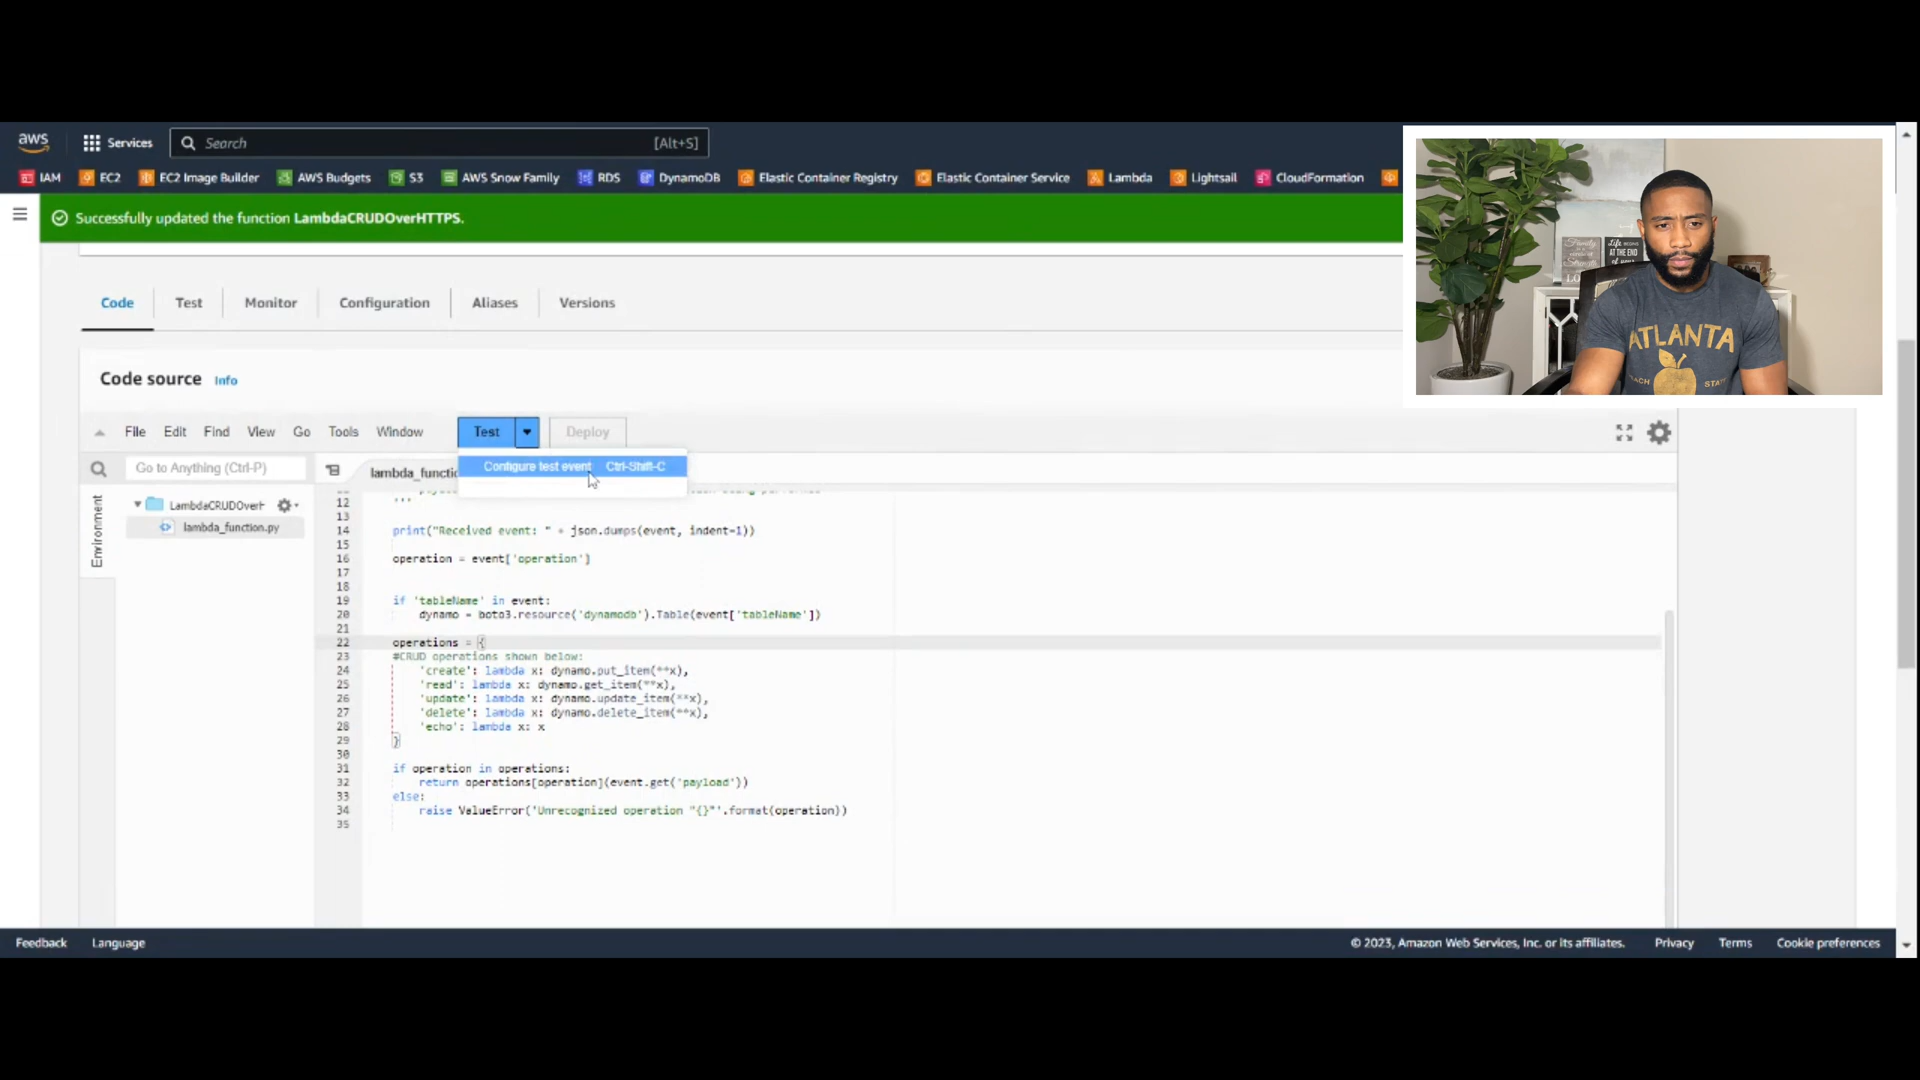 aws
Services
Search
[Alt+S]
IAM
EC2
EC2 Image Builder
AWS Budgets
S3
AWS Snow Family
RDS
DynamoDB
Elastic Container Registry
Elastic Container Service
Lambda
Lightsail
CloudFormation
Successfully updated the function LambdaCRUDOverHTTPS.
Code
Test
Monitor
Configuration
Aliases
Versions
Code source Info
File Edit Find View Go Tools Window
Test
Deploy
Configure test event Ctrl-Shift-C
Go to Anything (Ctrl-P)
lambda_functi
Environment
LambdaCRUDOverH
lambda_function.py
12 '''
13
14 print("Received event: " + json.dumps(event, indent=1))
15
16 operation = event['operation']
17
18
19 if 'tableName' in event:
20 dynamo = boto3.resource('dynamodb').Table(event['tableName'])
21
22 operations = {
23 #CRUD operations shown below:
24 'create': lambda x: dynamo.put_item(**x),
25 'read': lambda x: dynamo.get_item(**x),
26 'update': lambda x: dynamo.update_item(**x),
27 'delete': lambda x: dynamo.delete_item(**x),
28 'echo': lambda x: x
29 }
30
31 if operation in operations:
32 return operations[operation](event.get('payload'))
33 else:
34 raise ValueError('Unrecognized operation "{}"'.format(operation))
35
Family
Life BEGINS
AT THE END
ATLANTA
ACH STAT
Feedback
Language
© 2023, Amazon Web Services, Inc. or its affiliates.
Privacy
Terms
Cookie preferences